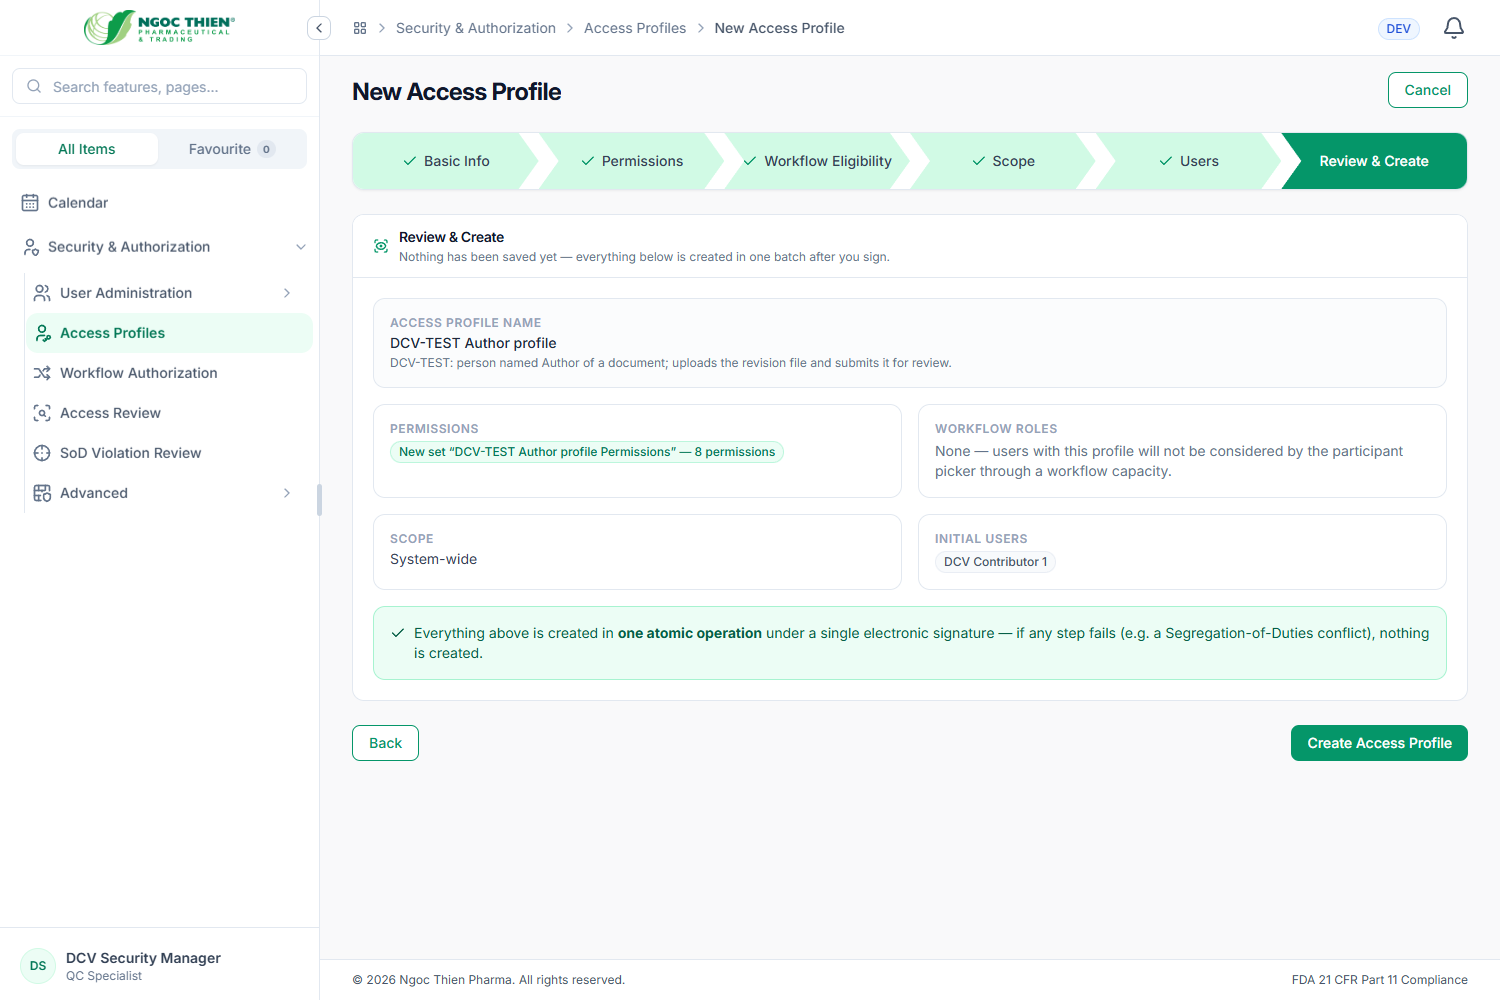 NGOC THIEN®
PHARMACEUTICAL
& TRADING
Security & Authorization
Access Profiles
New Access Profile
DEV
Search features, pages...
All Items
Favourite 0
Calendar
Security & Authorization
User Administration
Access Profiles
Workflow Authorization
Access Review
SoD Violation Review
Advanced
DS
DCV Security Manager
QC Specialist
New Access Profile
Cancel
Basic Info
Permissions
Workflow Eligibility
Scope
Users
Review & Create
Review & Create
Nothing has been saved yet — everything below is created in one batch after you sign.
ACCESS PROFILE NAME
DCV-TEST Author profile
DCV-TEST: person named Author of a document; uploads the revision file and submits it for review.
PERMISSIONS
New set “DCV-TEST Author profile Permissions” — 8 permissions
WORKFLOW ROLES
None — users with this profile will not be considered by the participant
picker through a workflow capacity.
SCOPE
System-wide
INITIAL USERS
DCV Contributor 1
Everything above is created in one atomic operation under a single electronic signature — if any step fails (e.g. a Segregation-of-Duties conflict), nothing
is created.
Back
Create Access Profile
© 2026 Ngoc Thien Pharma. All rights reserved.
FDA 21 CFR Part 11 Compliance